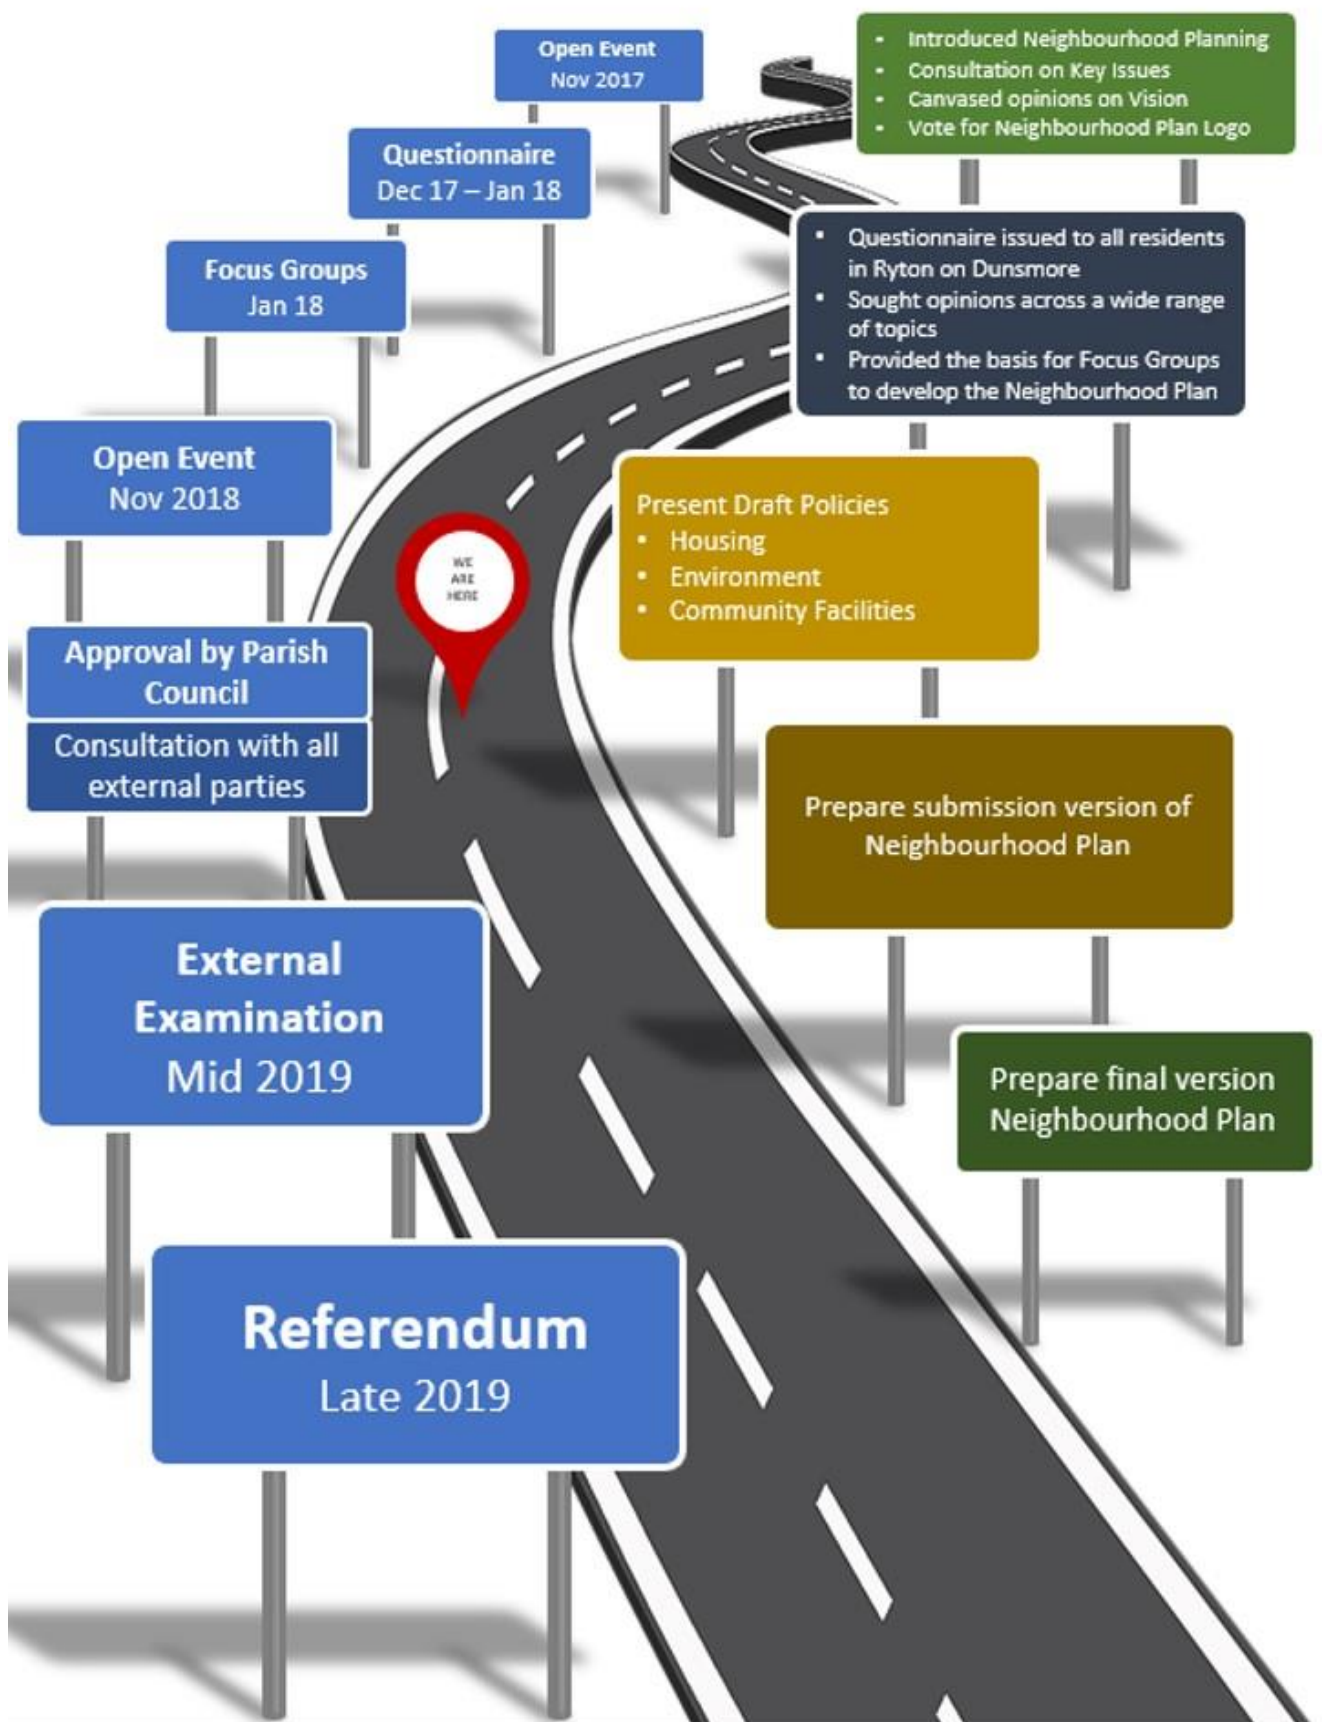 Open Event
Nov 2017
▪ Introduced Neighbourhood Planning
▪ Consultation on Key Issues
▪ Canvased opinions on Vision
▪ Vote for Neighbourhood Plan Logo
Questionnaire
Dec 17 – Jan 18
▪ Questionnaire issued to all residents
in Ryton on Dunsmore
▪ Sought opinions across a wide range
of topics
▪ Provided the basis for Focus Groups
to develop the Neighbourhood Plan
Focus Groups
Jan 18
Open Event
Nov 2018
WE
ARE
HERE
Present Draft Policies
• Housing
• Environment
• Community Facilities
Approval by Parish
Council
Consultation with all
external parties
Prepare submission version of
Neighbourhood Plan
External
Examination
Mid 2019
Prepare final version
Neighbourhood Plan
Referendum
Late 2019